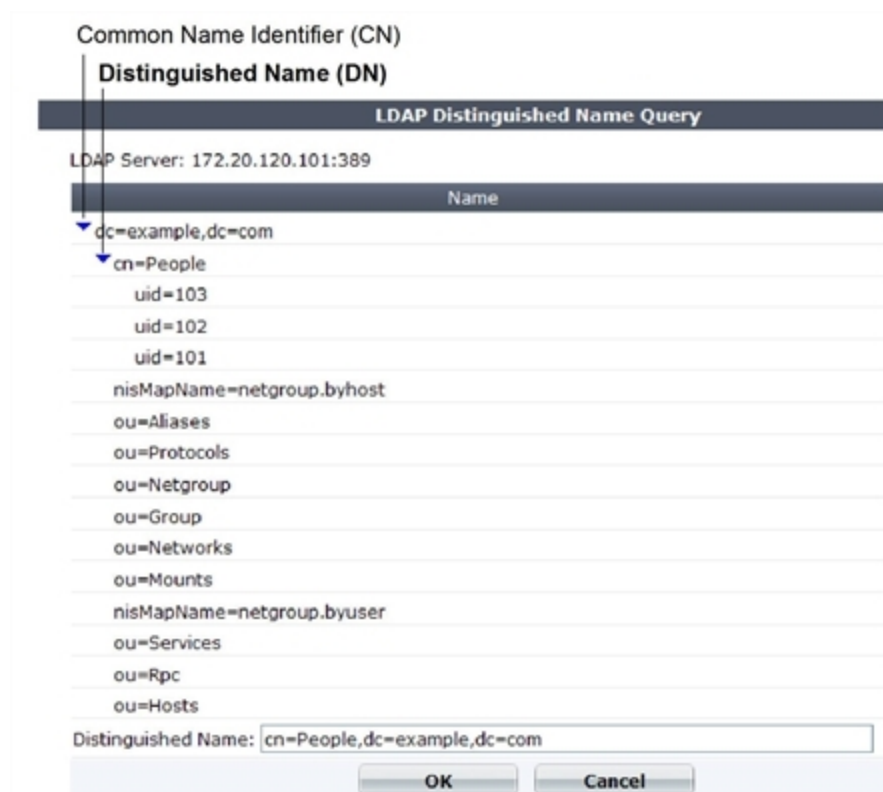 Common Name Identifier (CN)
Distinguished Name (DN)
LDAP Distinguished Name Query
LDAP Server: 172.20.120.101:389
Name
dc=example,dc=com
cn=People
uid=103
uid=102
uid=101
nisMapName=netgroup.byhost
ou=Aliases
ou=Protocols
ou=Netgroup
ou=Group
ou=Networks
ou=Mounts
nisMapName=netgroup.byuser
ou=Services
ou=Rpc
ou=Hosts
Distinguished Name: cn=People,dc=example,dc=com
OK Cancel